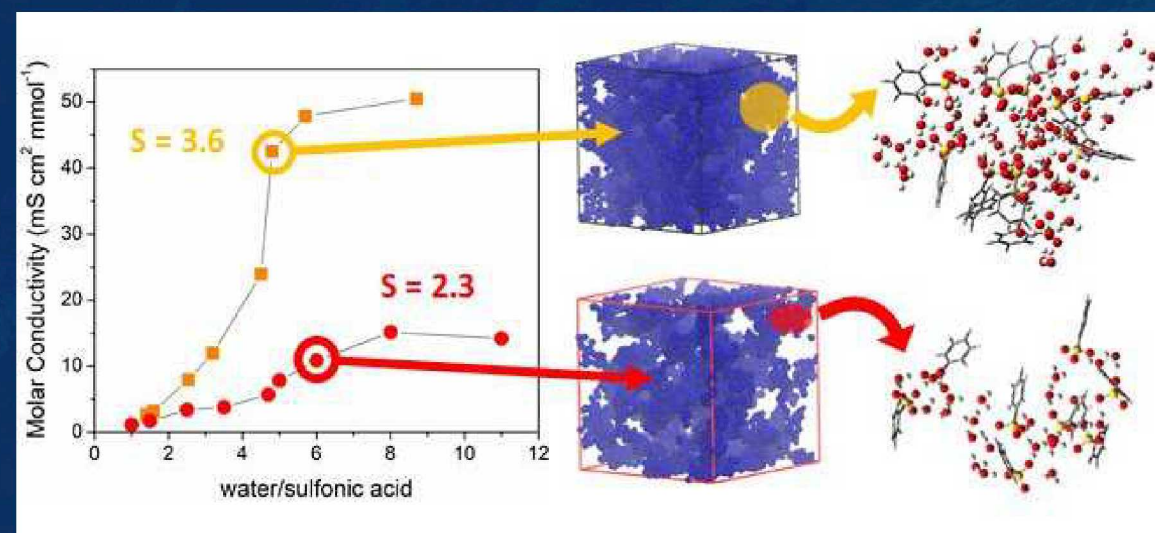 Molar Conductivity (mS cm² mmol⁻¹)
50
40
30
20
10
0
S = 3.6
S = 2.3
0 2 4 6 8 10 12
water/sulfonic acid